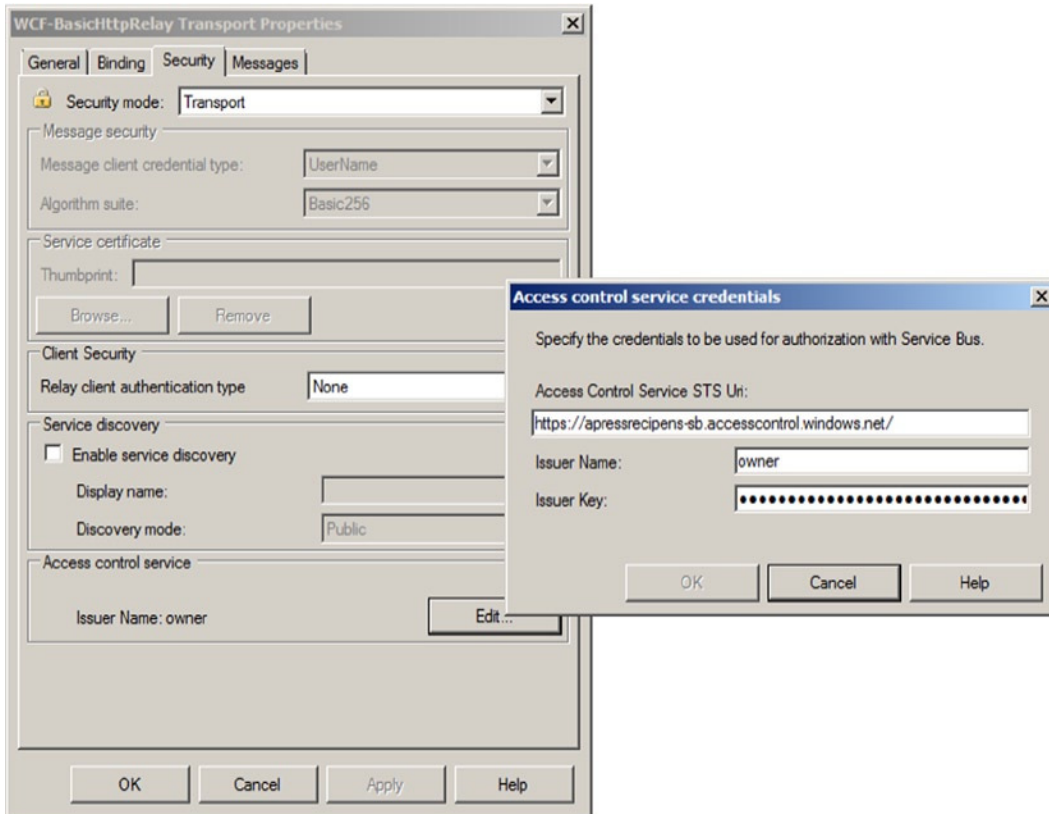 WCF-BasicHttpRelay Transport Properties
General Binding Security Messages
Security mode: Transport
Message security
Message client credential type: UserName
Algorithm suite: Basic256
Service certificate
Thumbprint:
Browse... Remove
Client Security
Relay client authentication type None
Service discovery
Enable service discovery
Display name:
Discovery mode: Public
Access control service
Issuer Name: owner Edit...
OK Cancel Apply Help
Access control service credentials
Specify the credentials to be used for authorization with Service Bus.
Access Control Service STS Uri:
https://apressrecipens-sb.accesscontrol.windows.net/
Issuer Name: owner
Issuer Key:
OK Cancel Help